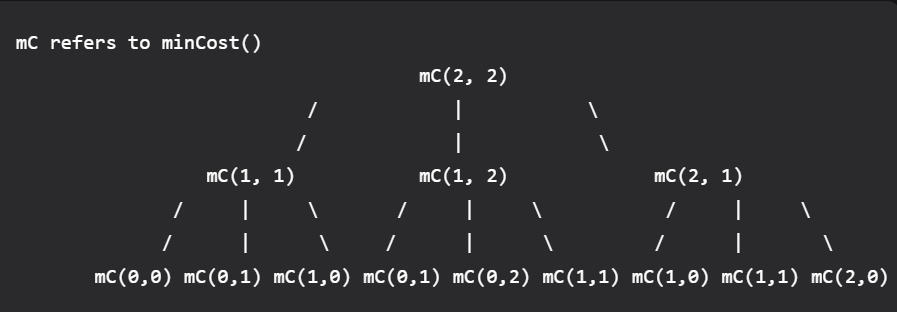 mC refers to minCost()
mC(2, 2)
/ | \
/ | \
mC(1, 1) mC(1, 2) mC(2, 1)
/ | \ / | \ / | \
/ | \ / | \ / | \
mC(0,0) mC(0,1) mC(1,0) mC(0,1) mC(0,2) mC(1,1) mC(1,0) mC(1,1) mC(2,0)